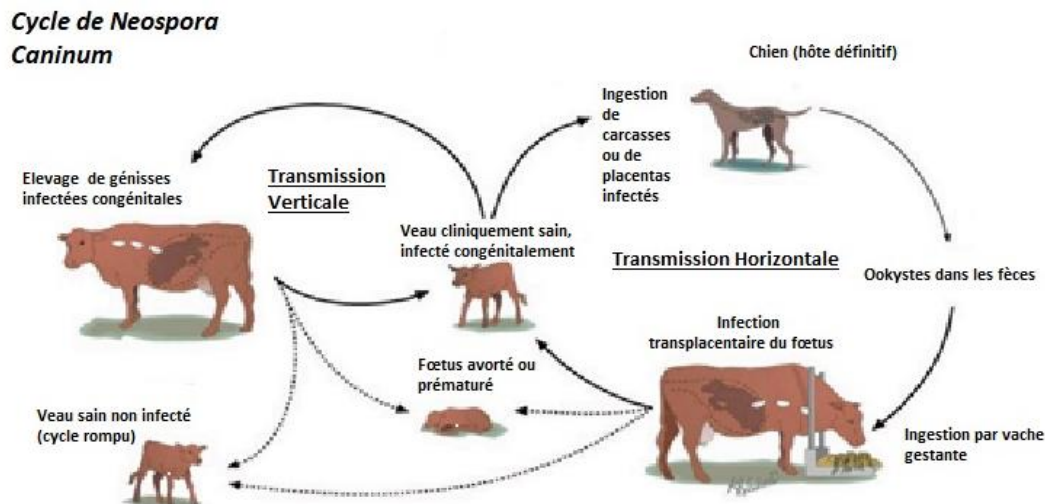 Cycle de Neospora
Caninum
Chien (hôte définitif)
Ingestion
de
carcasses
ou de
placentas
infectés
Elevage de génisses
infectées congénitales
Transmission
Verticale
Veau cliniquement sain,
infecté congénitalement
Transmission Horizontale
Ookystes dans les fèces
Infection
transplacentaire du fœtus
Fœtus avorté ou
prématuré
Veau sain non infecté
(cycle rompu)
Ingestion par vache
gestante